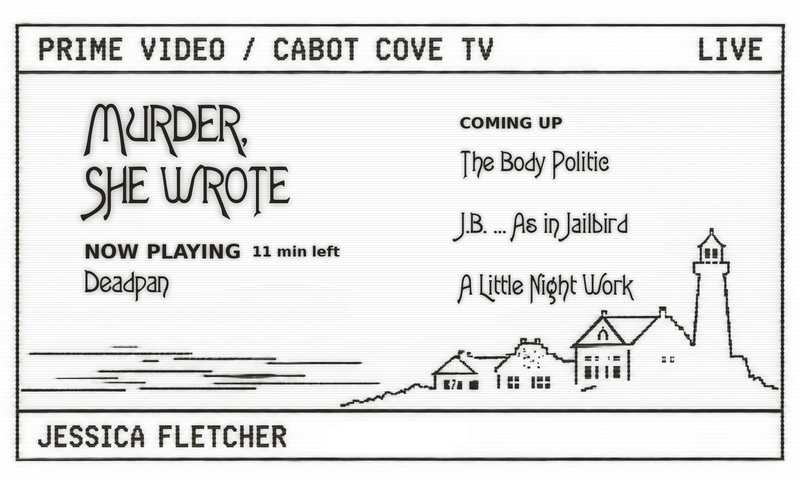 PRIME VIDEO / CABOT COVE TV LIVE
MURDER,
SHE WROTE
NOW PLAYING 11 min left
Deadpan
COMING UP
The Body Politic
J.B. ... As in Jailbird
A Little Night Work
JESSICA FLETCHER